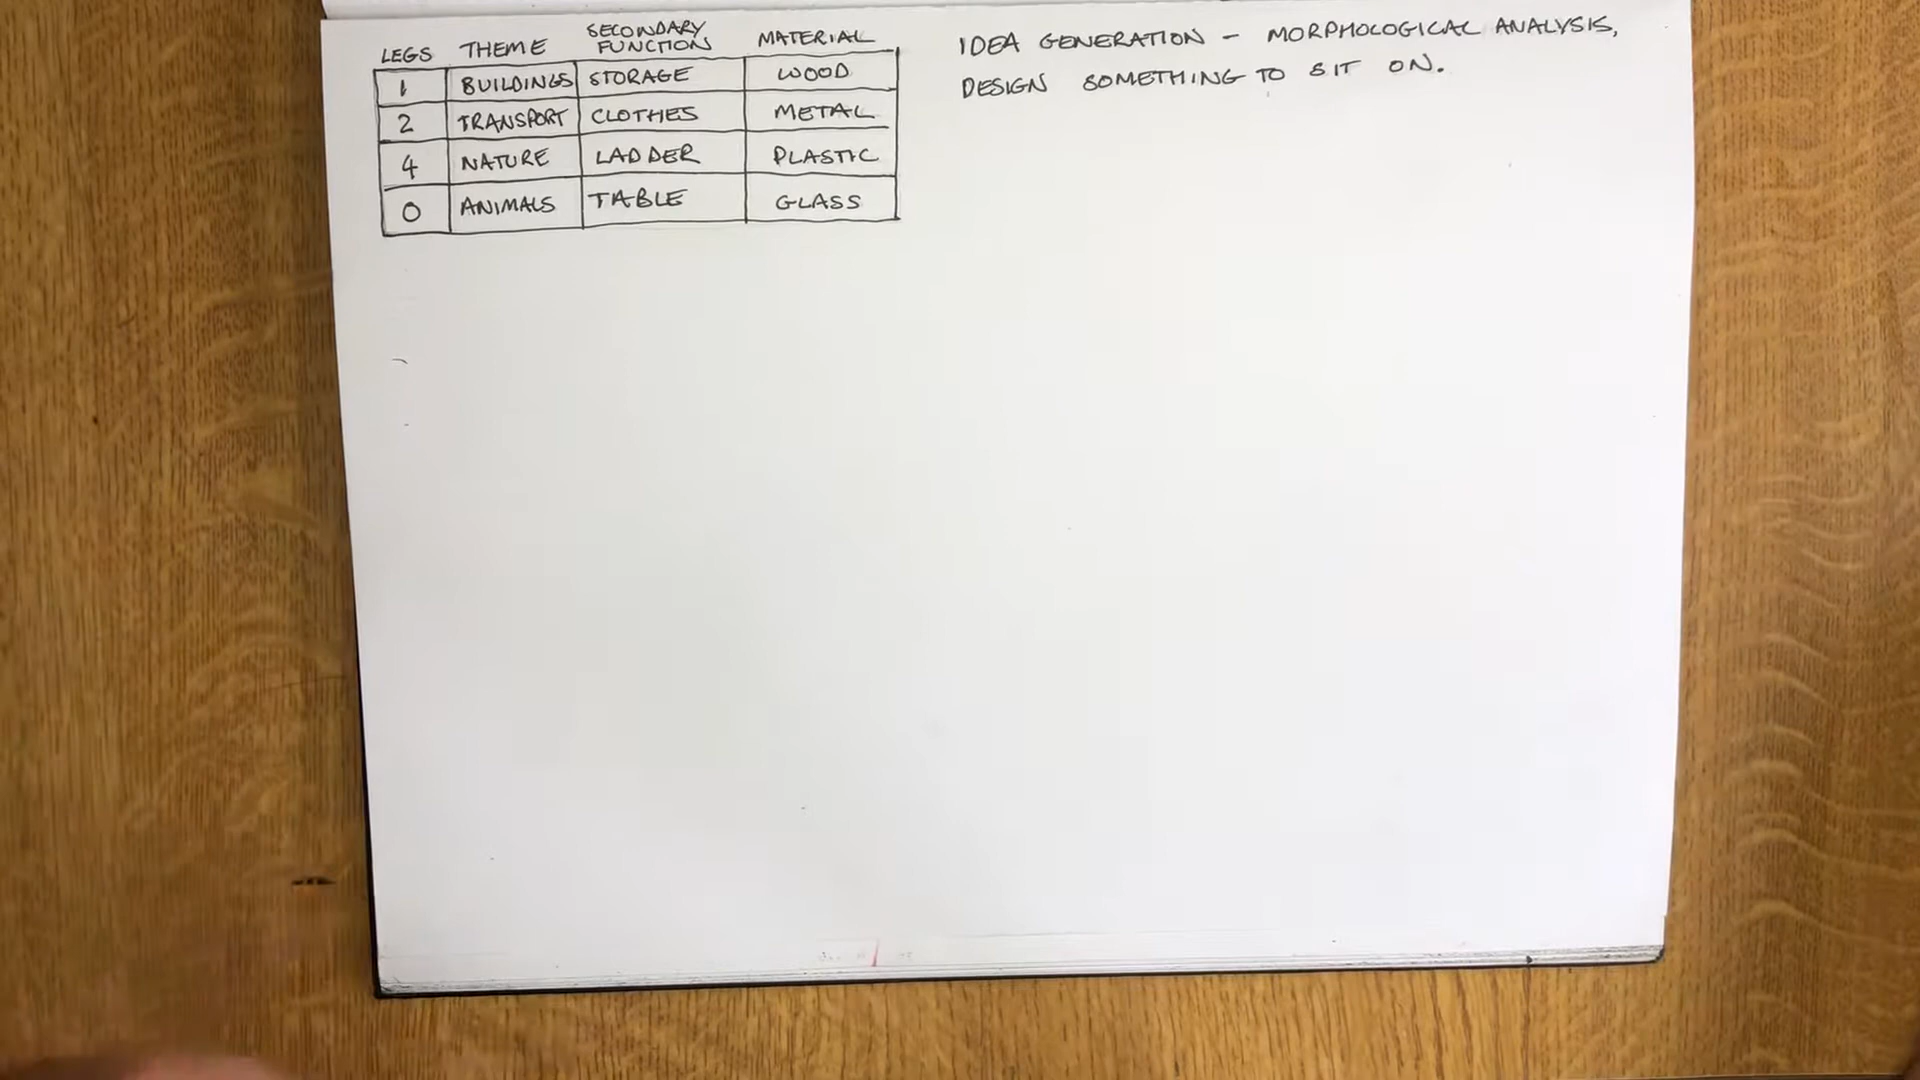 LEGS THEME SECONDARY FUNCTION MATERIAL
1 BUILDINGS STORAGE WOOD
2 TRANSPORT CLOTHES METAL
4 NATURE LADDER PLASTIC
0 ANIMALS TABLE GLASS
IDEA GENERATION - MORPHOLOGICAL ANALYSIS,
DESIGN SOMETHING TO SIT ON.